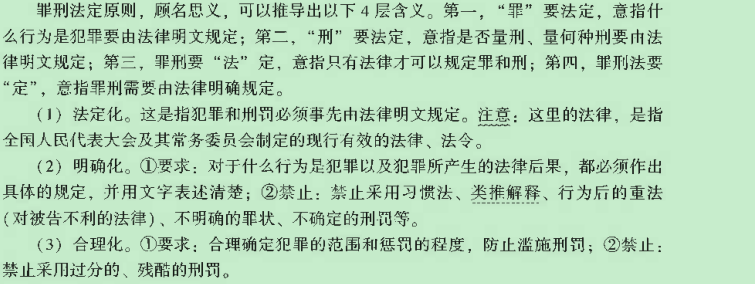 罪刑法定原则，顾名思义，可以推导出以下 4 层含义。第一，“罪”要法定，意指什
么行为是犯罪要由法律明文规定；第二，“刑”要法定，意指是否量刑、量何种刑要由法
律明文规定；第三，罪刑要“法”定，意指只有法律才可以规定罪和刑；第四，罪刑法要
“定”，意指罪刑需要由法律明确规定。
（1）法定化。这是指犯罪和刑罚必须事先由法律明文规定。注意：这里的法律，是指
全国人民代表大会及其常务委员会制定的现行有效的法律、法令。
（2）明确化。①要求：对于什么行为是犯罪以及犯罪所产生的法律后果，都必须作出
具体的规定，并用文字表述清楚；②禁止：禁止采用习惯法、类推解释、行为后的重法
（对被告不利的法律）、不明确的罪状、不确定的刑罚等。
（3）合理化。①要求：合理确定犯罪的范围和惩罚的程度，防止滥施刑罚；②禁止：
禁止采用过分的、残酷的刑罚。